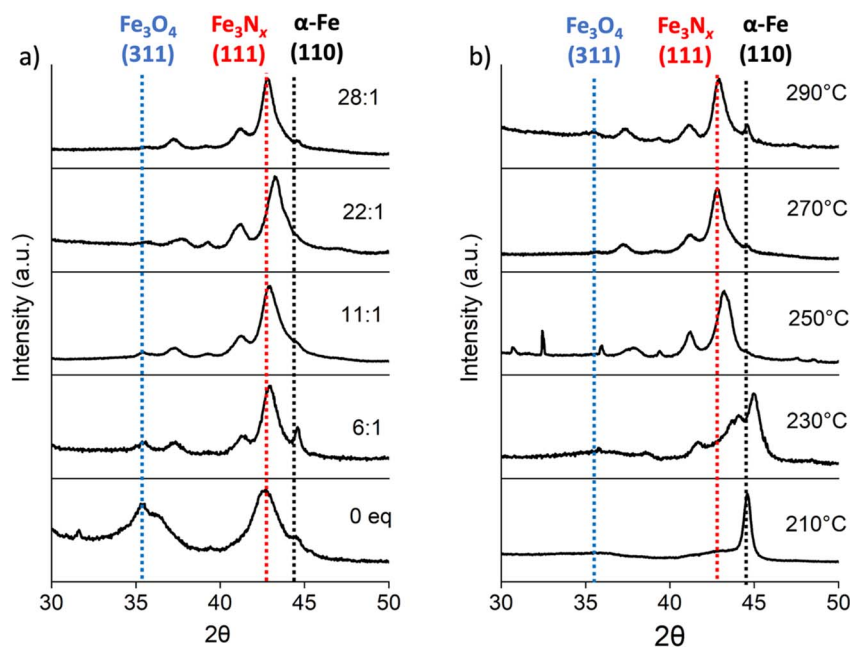 a)
Fe₃O₄ Fe₃Nₓ α-Fe
(311) (111) (110)
28:1
22:1
11:1
6:1
0 eq
Intensity (a.u.)
30 35 40 45 50
2θ
b)
Fe₃O₄ Fe₃Nₓ α-Fe
(311) (111) (110)
290°C
270°C
250°C
230°C
210°C
Intensity (a.u.)
30 35 40 45 50
2θ